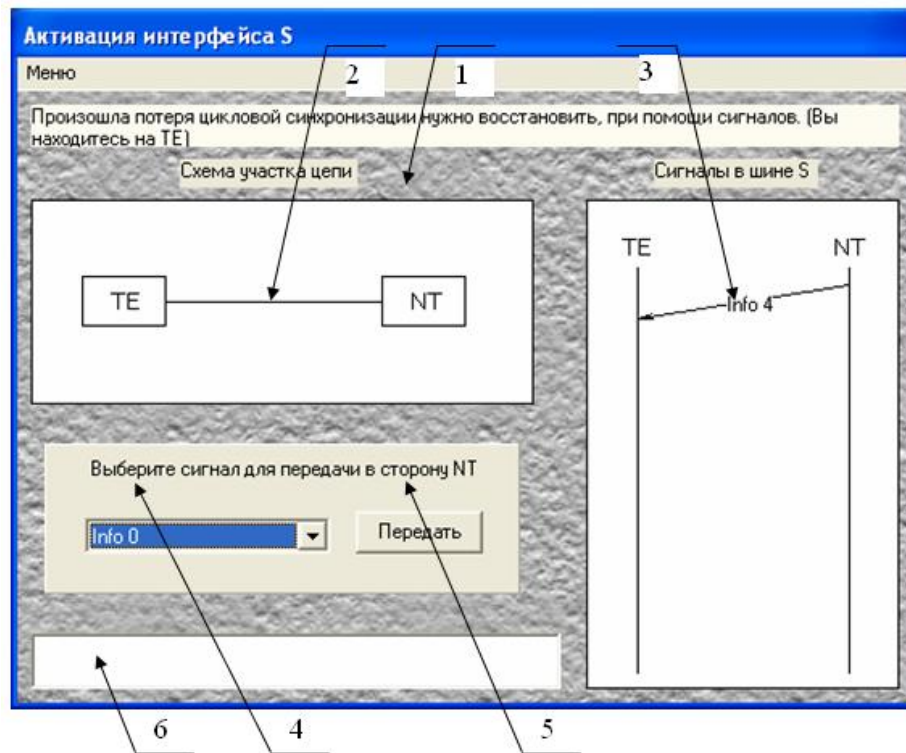 Активация интерфейса S
2
1
3
Меню
Произошла потеря цикловой синхронизации нужно восстановить, при помощи сигналов. (Вы
находитесь на ТЕ)
Схема участка цепи
Сигналы в шине S
TE
NT
TE
NT
Info 4
Выберите сигнал для передачи в сторону NT
Info 0
Передать
6
4
5